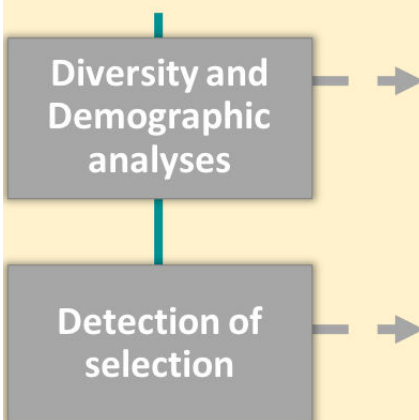 Diversity and
Demographic
analyses
Detection of
selection